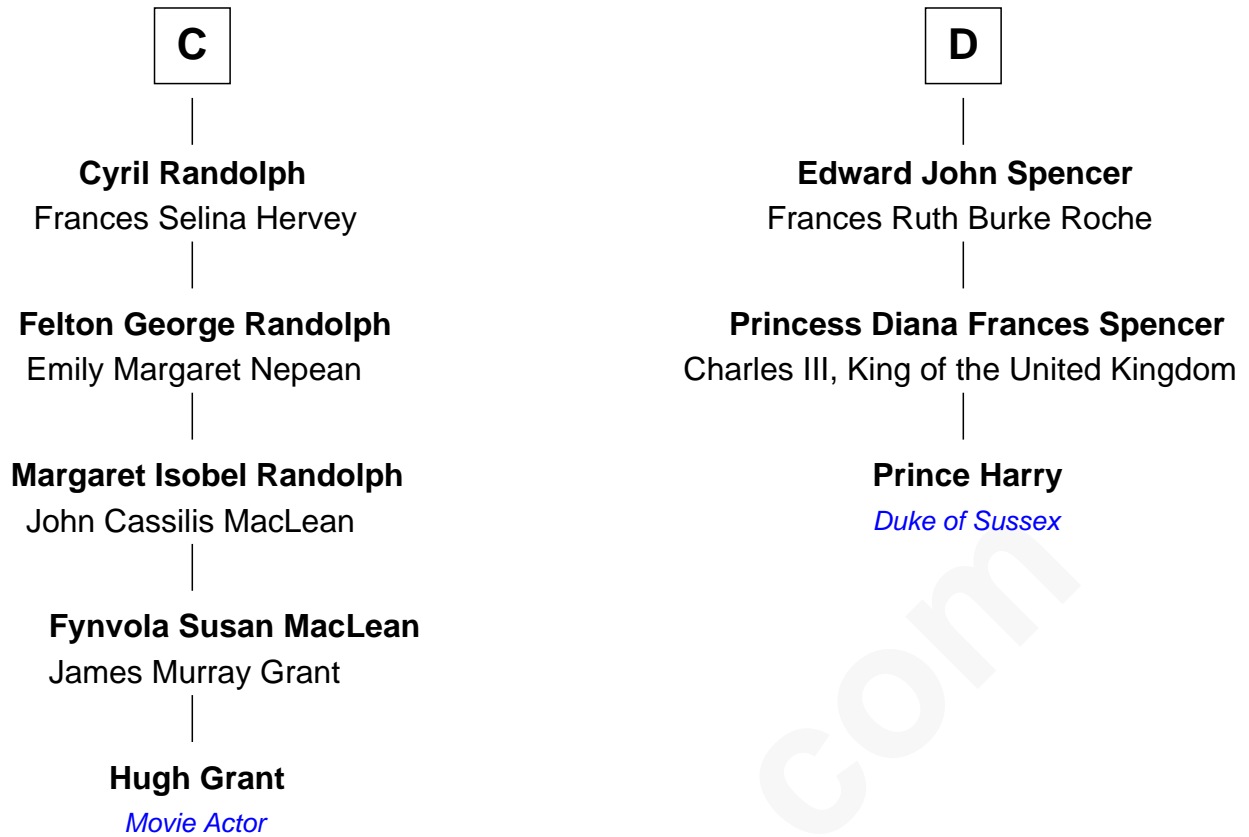 C
Cyril Randolph
Frances Selina Hervey
Felton George Randolph
Emily Margaret Nepean
Margaret Isobel Randolph
John Cassilis MacLean
Fynvola Susan MacLean
James Murray Grant
Hugh Grant
Movie Actor
D
Edward John Spencer
Frances Ruth Burke Roche
Princess Diana Frances Spencer
Charles III, King of the United Kingdom
Prince Harry
Duke of Sussex
com